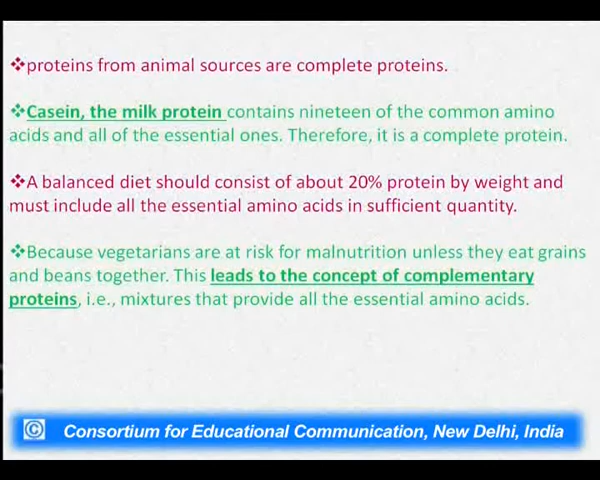 ❖proteins from animal sources are complete proteins.
❖Casein, the milk protein contains nineteen of the common amino
acids and all of the essential ones. Therefore, it is a complete protein.
❖A balanced diet should consist of about 20% protein by weight and
must include all the essential amino acids in sufficient quantity.
❖Because vegetarians are at risk for malnutrition unless they eat grains
and beans together. This leads to the concept of complementary
proteins, i.e., mixtures that provide all the essential amino acids.
© Consortium for Educational Communication, New Delhi, India